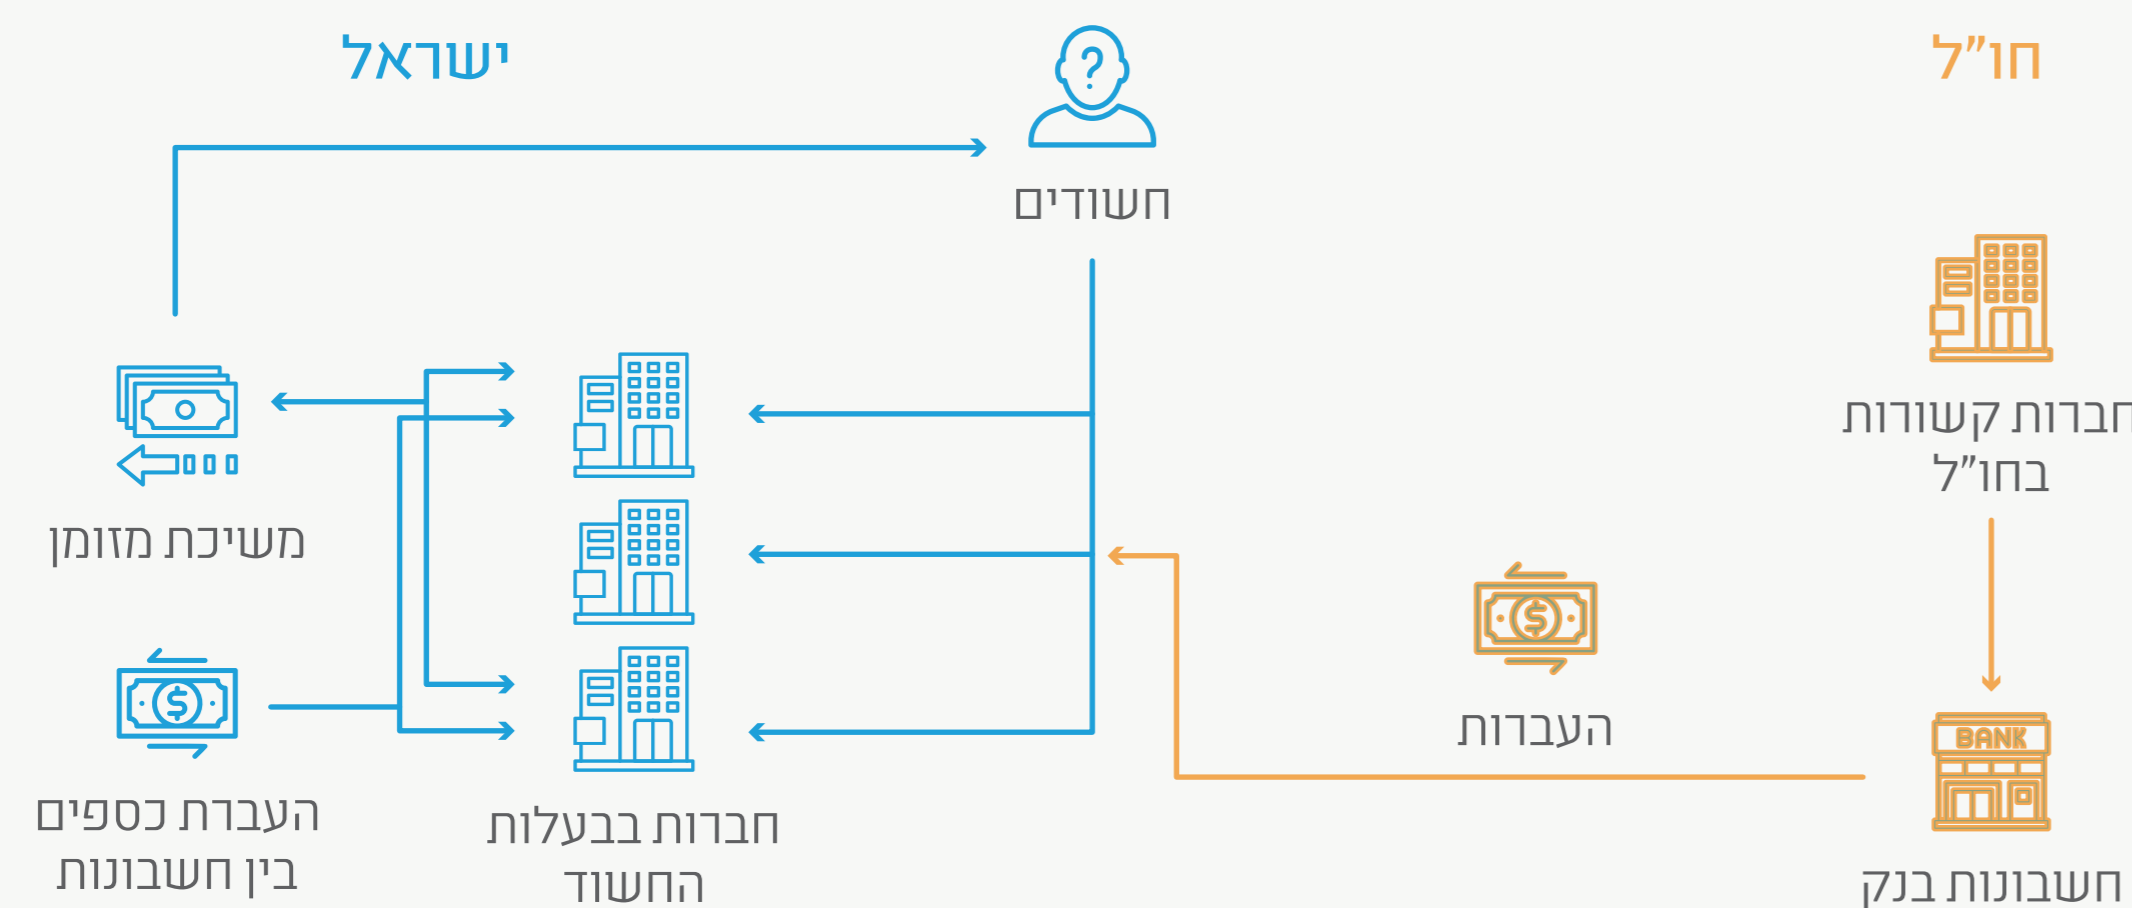 חו"ל
ישראל
?
חשודים
חברות קשורות
בחו"ל
BANK
חשבונות בנק
$
העברות
חברות בבעלות
החשוד
משיכת מזומן
$
העברת כספים
בין חשבונות